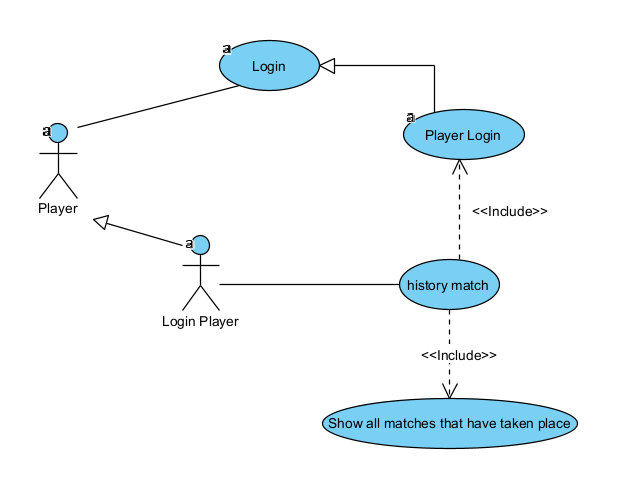 a
Login
a
Player Login
a
Player
<<Include>>
a
Login Player
history match
<<Include>>
Show all matches that have taken place